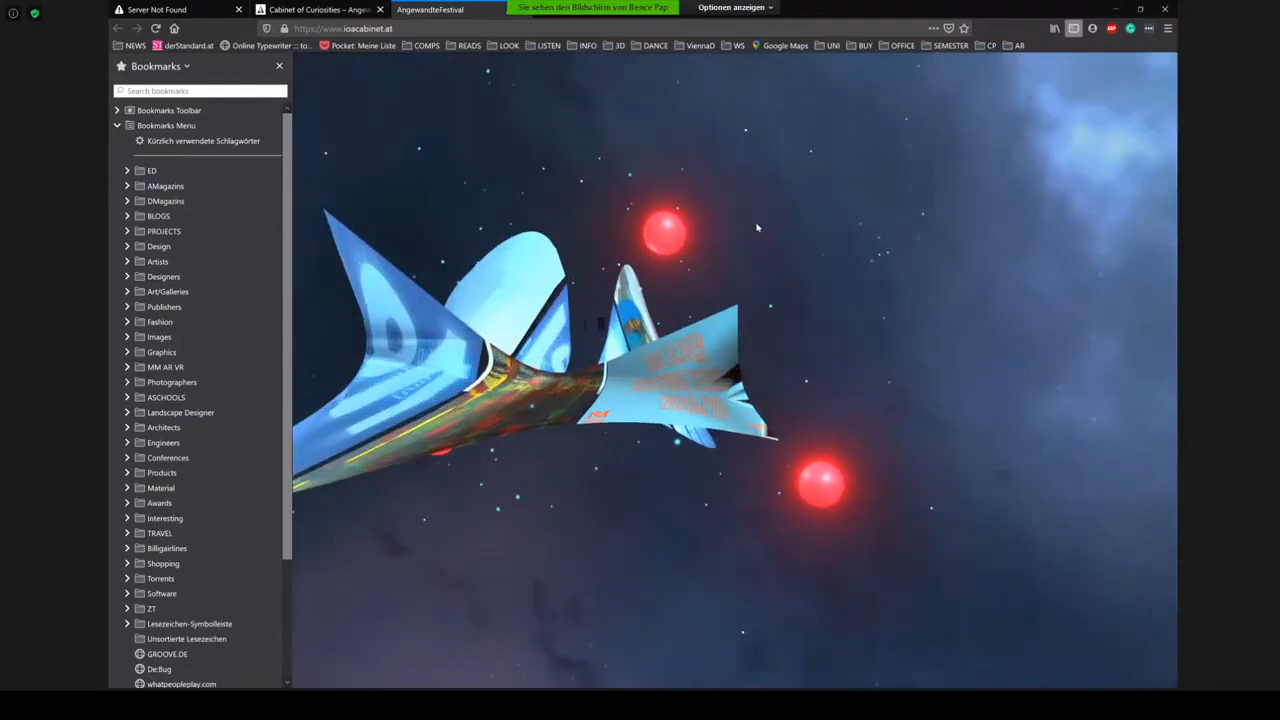 Server Not Found
Cabinet of Curiosities – Angew
AngewandteFestival
Sie sehen den Bildschirm von Bence Pap
Optionen anzeigen
https://www.ioacabinet.at
NEWS
derStandard.at
Online Typewriter :: to
Pocket: Meine Liste
COMPS
READS
LOOK
LISTEN
INFO
3D
DANCE
ViennaD
WS
Google Maps
UNI
BUY
OFFICE
SEMESTER
CP
AR
Bookmarks
Search bookmarks
Bookmarks Toolbar
Bookmarks Menu
Kürzlich verwendete Schlagwörter
ED
AMagazins
DMagazins
BLOGS
PROJECTS
Design
Artists
Designers
Art/Galleries
Publishers
Fashion
Images
Graphics
MM AR VR
Photographers
ASCHOOLS
Landscape Designer
Architects
Engineers
Conferences
Products
Material
Awards
Interesting
TRAVEL
Billigairlines
Shopping
Torrents
Software
ZT
Lesezeichen-Symbolleiste
Unsortierte Lesezeichen
GROOVE.DE
De:Bug
whatpeopleplay.com